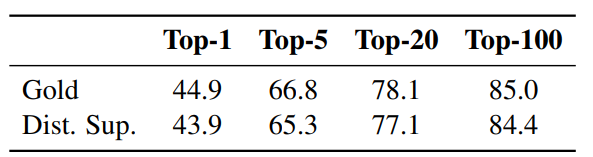 Top-1 Top-5 Top-20 Top-100
Gold 44.9 66.8 78.1 85.0
Dist. Sup. 43.9 65.3 77.1 84.4